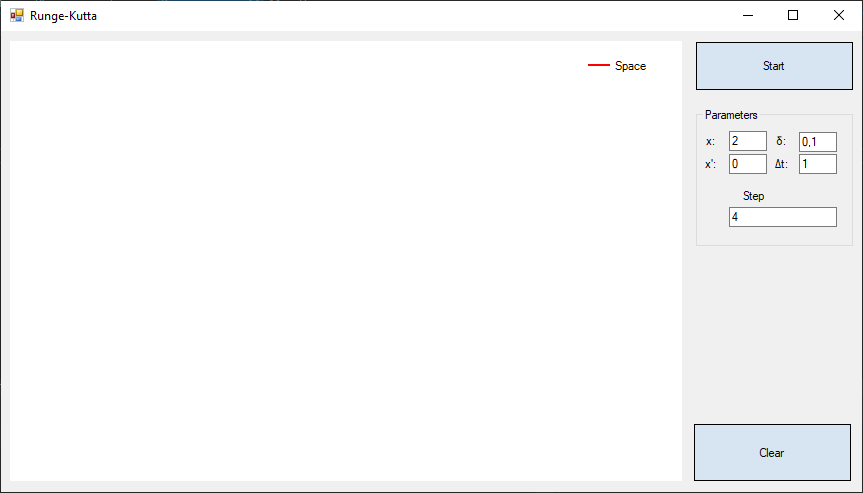 Runge-Kutta
Space
Start
Parameters
x: 2 δ: 0,1
x': 0 Δt: 1
Step
4
Clear